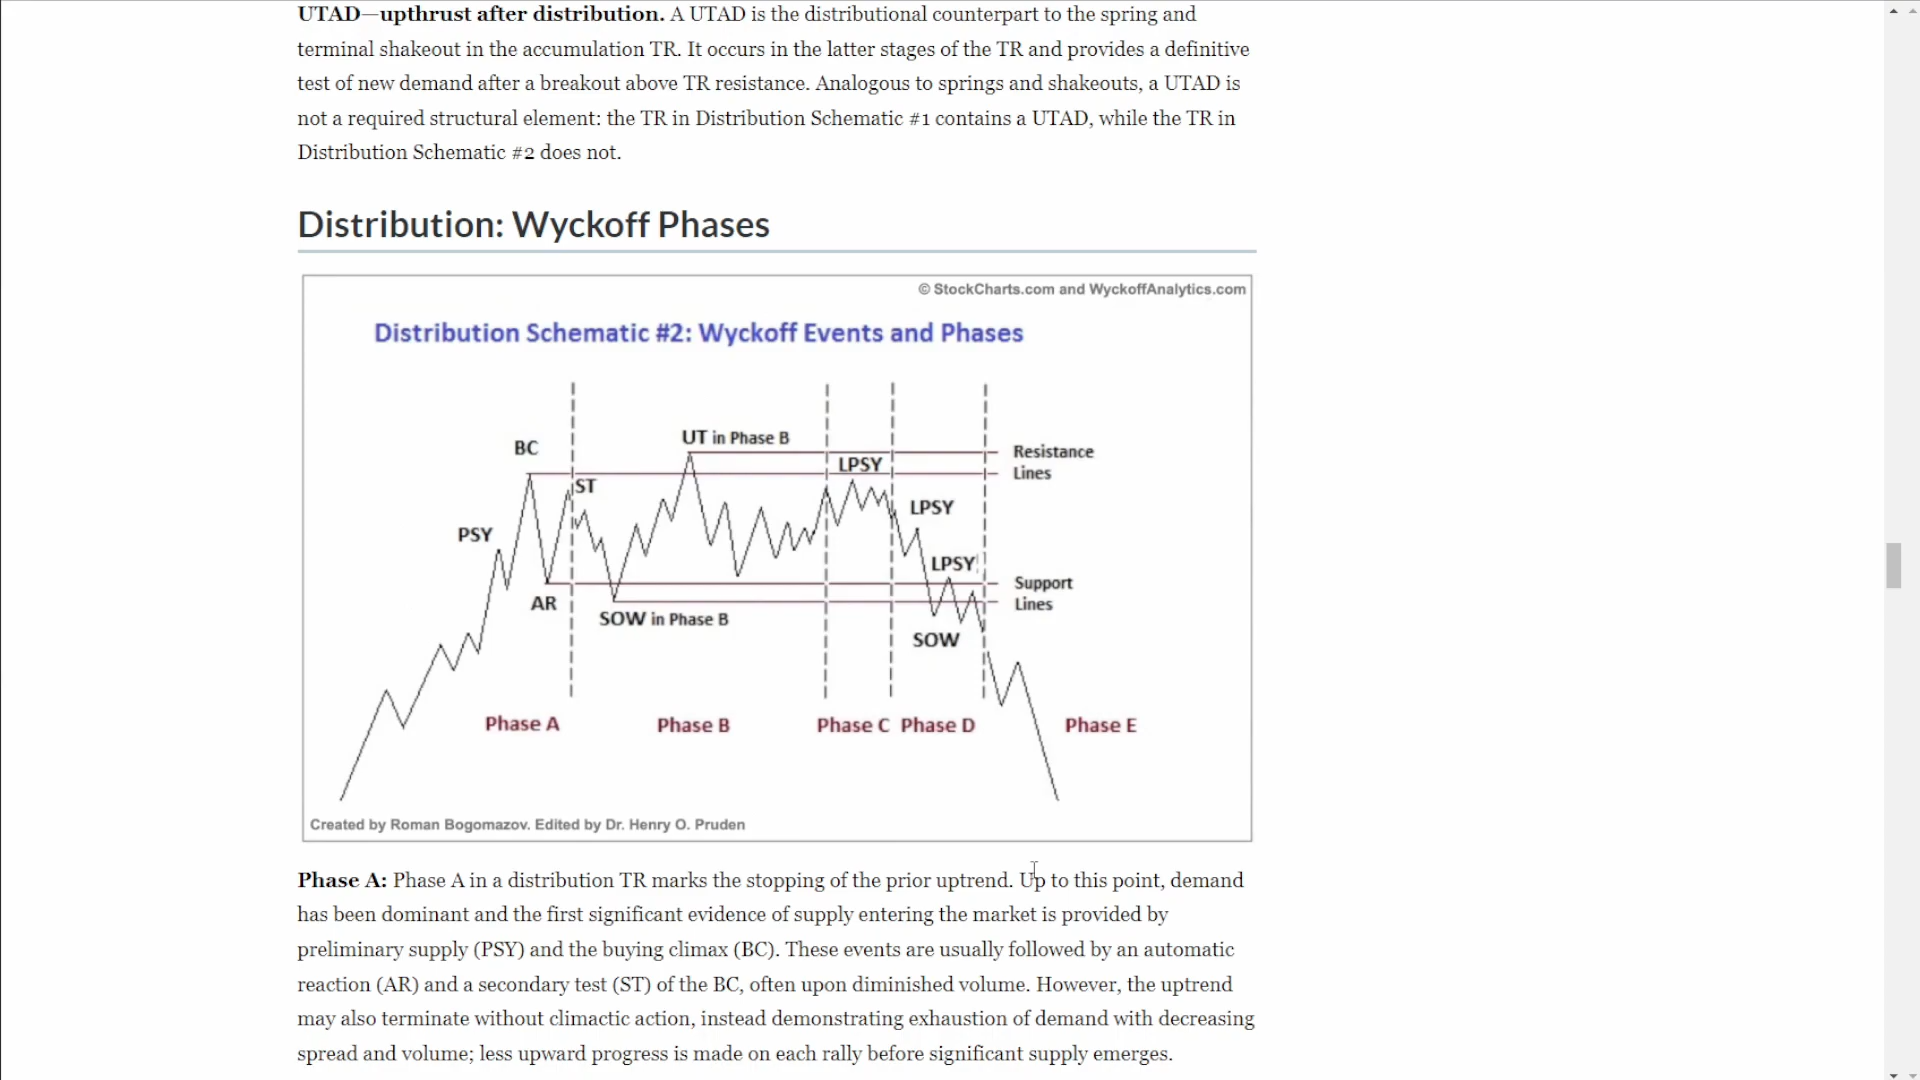 UTAD—upthrust after distribution. A UTAD is the distributional counterpart to the spring and
terminal shakeout in the accumulation TR. It occurs in the latter stages of the TR and provides a definitive
test of new demand after a breakout above TR resistance. Analogous to springs and shakeouts, a UTAD is
not a required structural element: the TR in Distribution Schematic #1 contains a UTAD, while the TR in
Distribution Schematic #2 does not.
Distribution: Wyckoff Phases
© StockCharts.com and WyckoffAnalytics.com
Distribution Schematic #2: Wyckoff Events and Phases
BC
UT in Phase B
Resistance
Lines
LPSY
ST
LPSY
PSY
LPSY
Support
Lines
AR
SOW in Phase B
SOW
Phase A
Phase B
Phase C
Phase D
Phase E
Created by Roman Bogomazov. Edited by Dr. Henry O. Pruden
Phase A: Phase A in a distribution TR marks the stopping of the prior uptrend. Up to this point, demand
has been dominant and the first significant evidence of supply entering the market is provided by
preliminary supply (PSY) and the buying climax (BC). These events are usually followed by an automatic
reaction (AR) and a secondary test (ST) of the BC, often upon diminished volume. However, the uptrend
may also terminate without climactic action, instead demonstrating exhaustion of demand with decreasing
spread and volume; less upward progress is made on each rally before significant supply emerges.